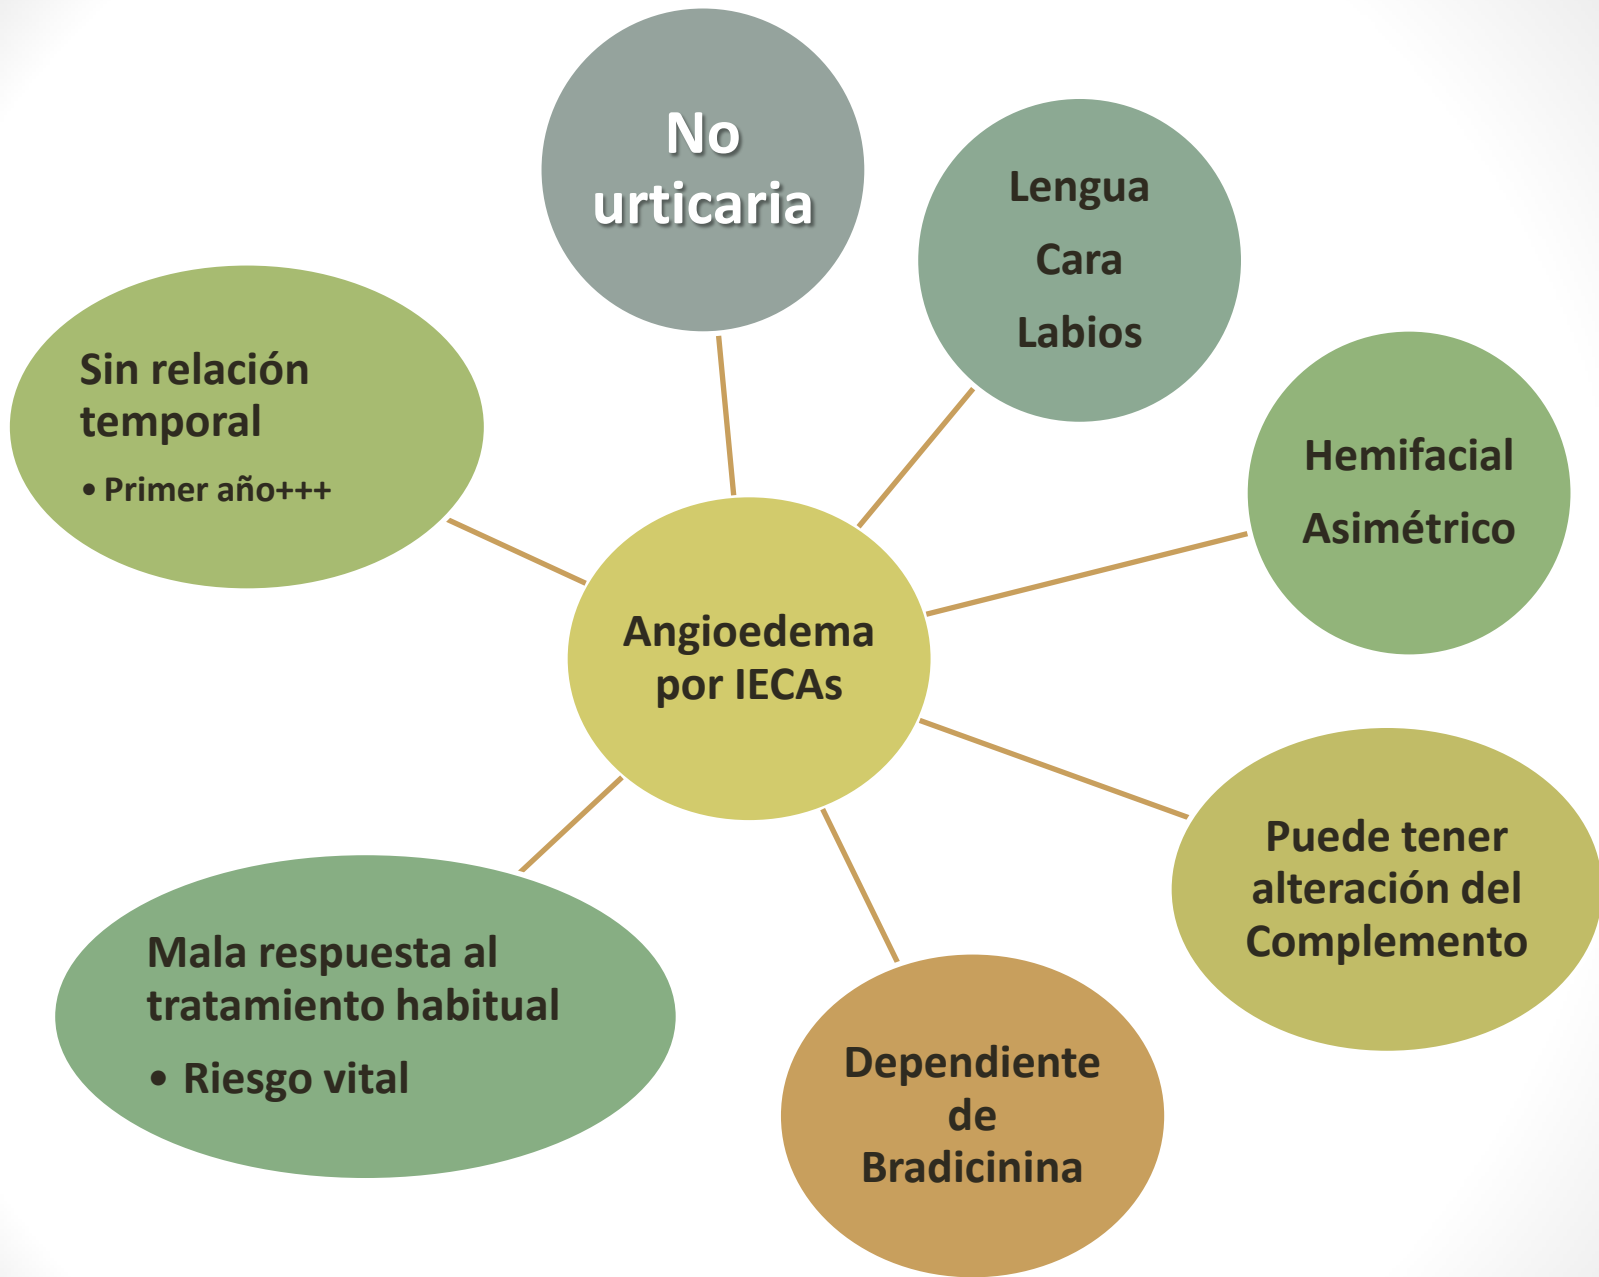 No
urticaria
Lengua
Cara
Labios
Hemifacial
Asimétrico
Puede tener
alteración del
Complemento
Dependiente
de
Bradicinina
Mala respuesta al
tratamiento habitual
• Riesgo vital
Sin relación
temporal
• Primer año+++
Angioedema
por IECAs